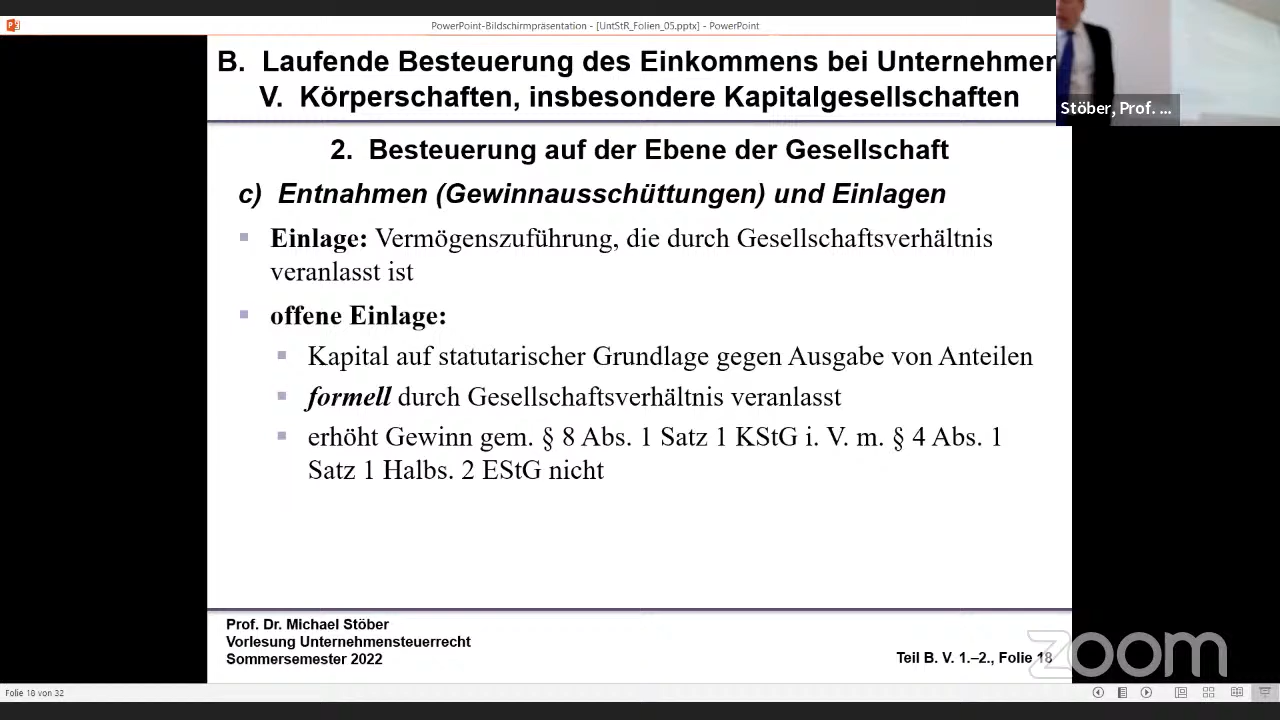 PowerPoint-Bildschirmpräsentation - [UntStR_Folien_05.pptx] - PowerPoint
B. Laufende Besteuerung des Einkommens bei Unternehmen
V. Körperschaften, insbesondere Kapitalgesellschaften
Stöber, Prof. ...
2. Besteuerung auf der Ebene der Gesellschaft
c) Entnahmen (Gewinnausschüttungen) und Einlagen
Einlage: Vermögenszuführung, die durch Gesellschaftsverhältnis
veranlasst ist
offene Einlage:
Kapital auf statutarischer Grundlage gegen Ausgabe von Anteilen
formell durch Gesellschaftsverhältnis veranlasst
erhöht Gewinn gem. § 8 Abs. 1 Satz 1 KStG i. V. m. § 4 Abs. 1
Satz 1 Halbs. 2 EStG nicht
Prof. Dr. Michael Stöber
Vorlesung Unternehmensteuerrecht
Sommersemester 2022
Teil B. V. 1.–2., Folie 18
zoom
Folie 18 von 32